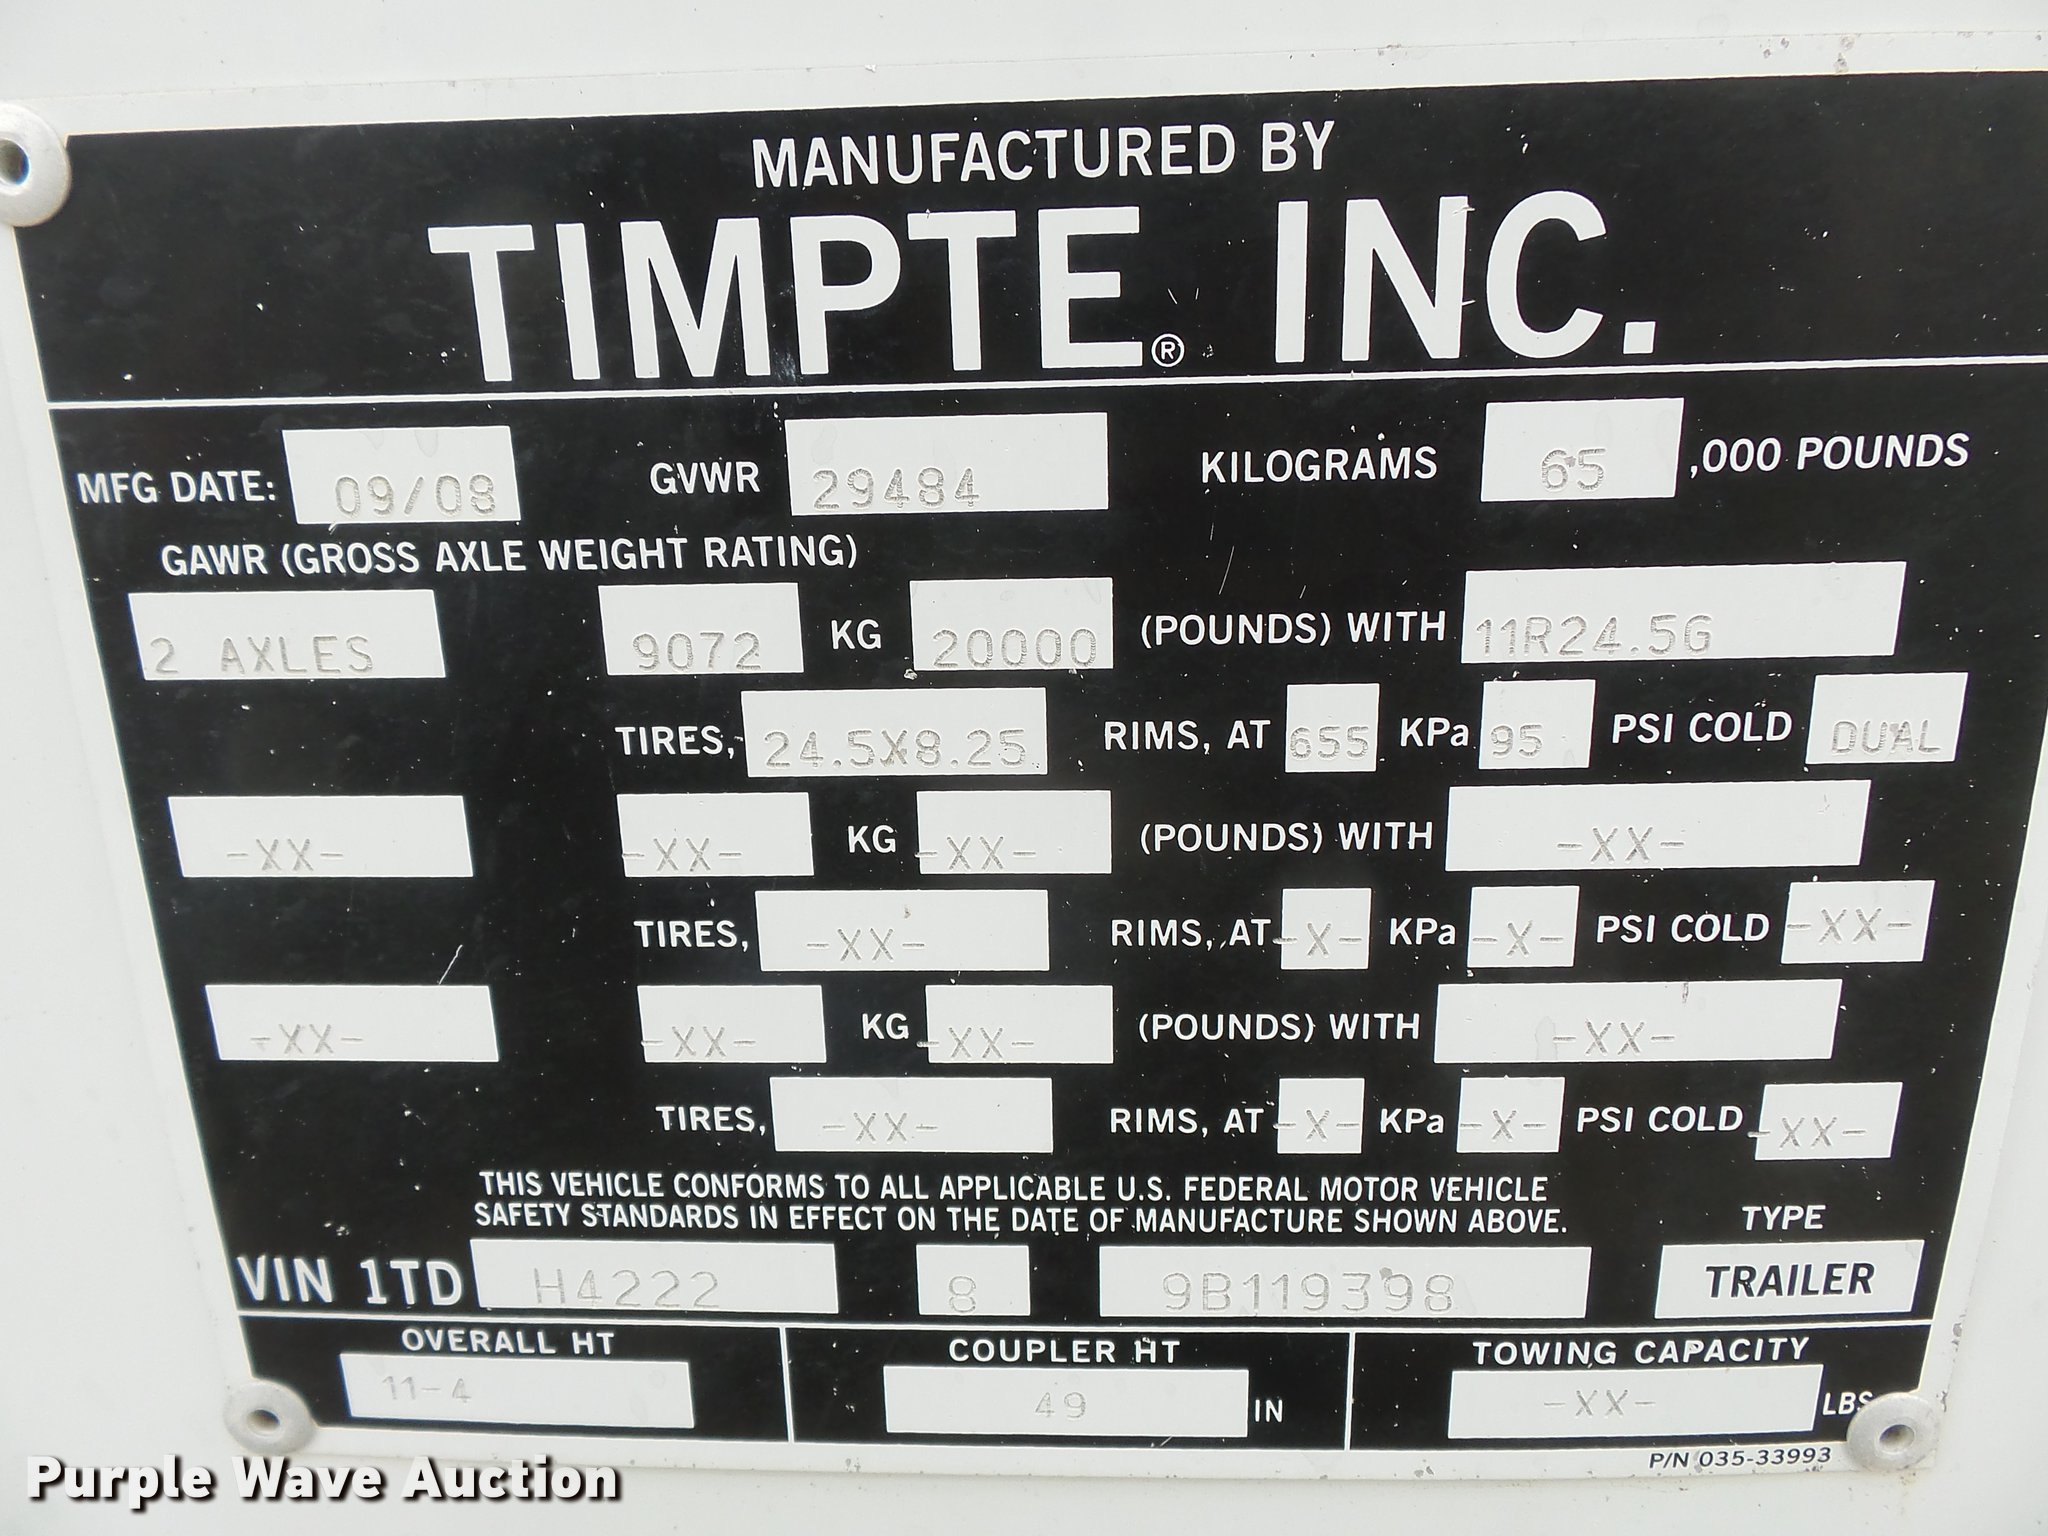 MANUFACTURED BY
TIMPTE® INC.
MFG DATE: 09/08 GVWR 29484 KILOGRAMS 65 ,000 POUNDS
GAWR (GROSS AXLE WEIGHT RATING)
2 AXLES 9072 KG 20000 (POUNDS) WITH 11R24.5G
TIRES, 24.5X8.25 RIMS, AT 655 KPa 95 PSI COLD DUAL
-XX- -XX- KG -XX- (POUNDS) WITH -XX-
TIRES, -XX- RIMS, AT -X- KPa -X- PSI COLD -XX-
-XX- -XX- KG -XX- (POUNDS) WITH -XX-
TIRES, -XX- RIMS, AT -X- KPa -X- PSI COLD -XX-
THIS VEHICLE CONFORMS TO ALL APPLICABLE U.S. FEDERAL MOTOR VEHICLE
SAFETY STANDARDS IN EFFECT ON THE DATE OF MANUFACTURE SHOWN ABOVE.
TYPE
VIN 1TD H4222 8 9B119398 TRAILER
OVERALL HT COUPLER HT TOWING CAPACITY
11-4 49 IN -XX- LBS
P/N 035-33993
Purple Wave Auction